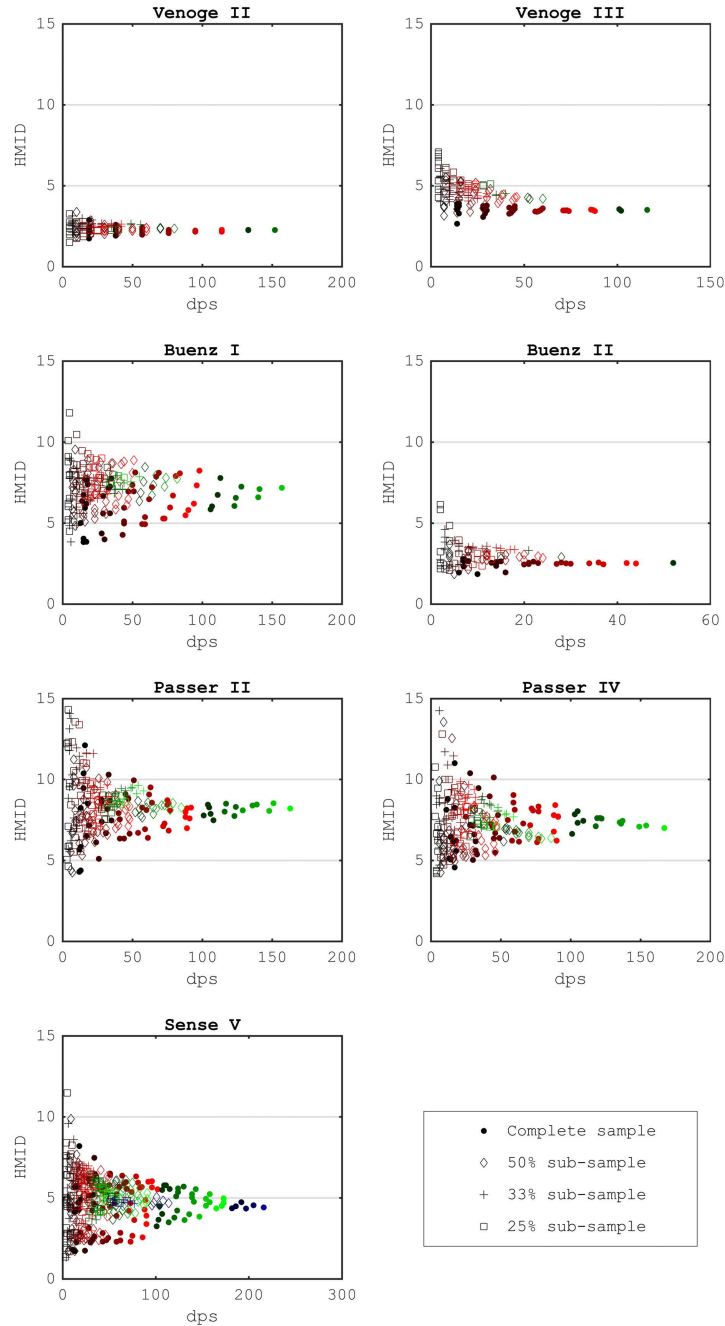 Venoge II
15
10
5
0
HMID
0 50 100 150 200
dps
Venoge III
15
10
5
0
HMID
0 50 100 150
dps
Buenz I
15
10
5
0
HMID
0 50 100 150 200
dps
Buenz II
15
10
5
0
HMID
0 20 40 60
dps
Passer II
15
10
5
0
HMID
0 50 100 150 200
dps
Passer IV
15
10
5
0
HMID
0 50 100 150 200
dps
Sense V
15
10
5
0
HMID
0 100 200 300
dps
Complete sample
50% sub-sample
33% sub-sample
25% sub-sample